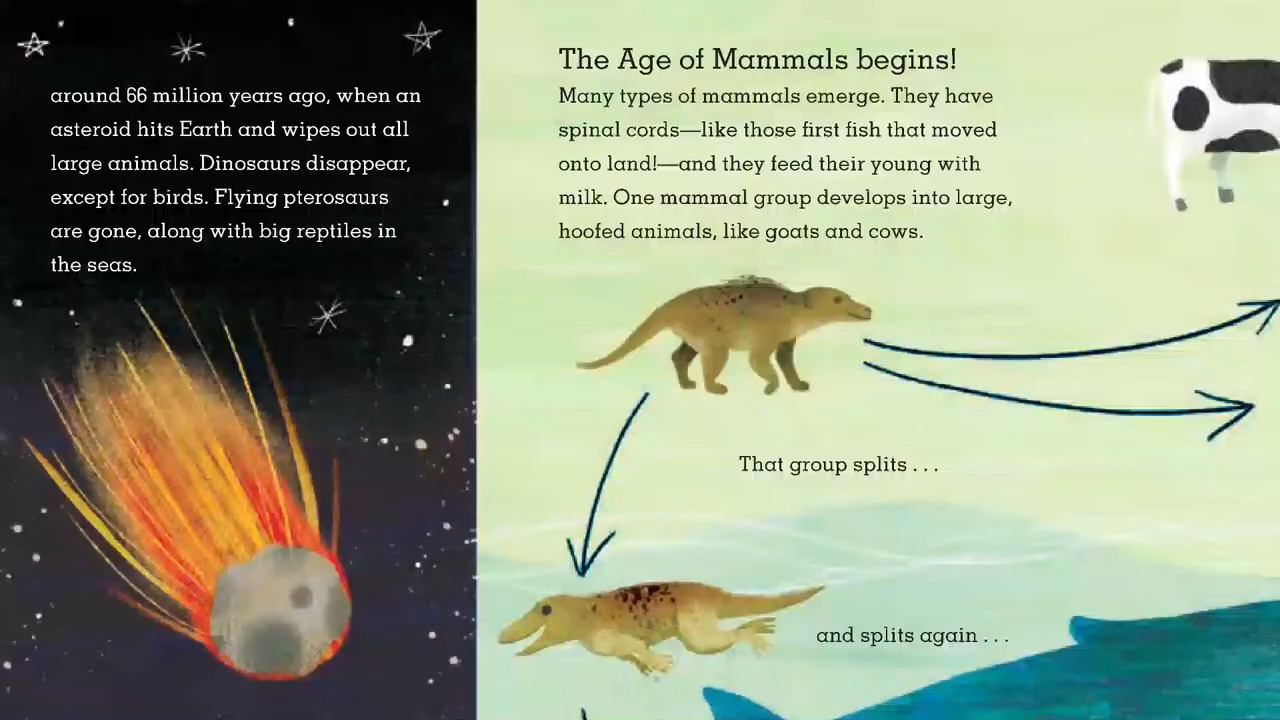 around 66 million years ago, when an
asteroid hits Earth and wipes out all
large animals. Dinosaurs disappear,
except for birds. Flying pterosaurs
are gone, along with big reptiles in
the seas.
The Age of Mammals begins!
Many types of mammals emerge. They have
spinal cords—like those first fish that moved
onto land!—and they feed their young with
milk. One mammal group develops into large,
hoofed animals, like goats and cows.
That group splits . . .
and splits again . . .